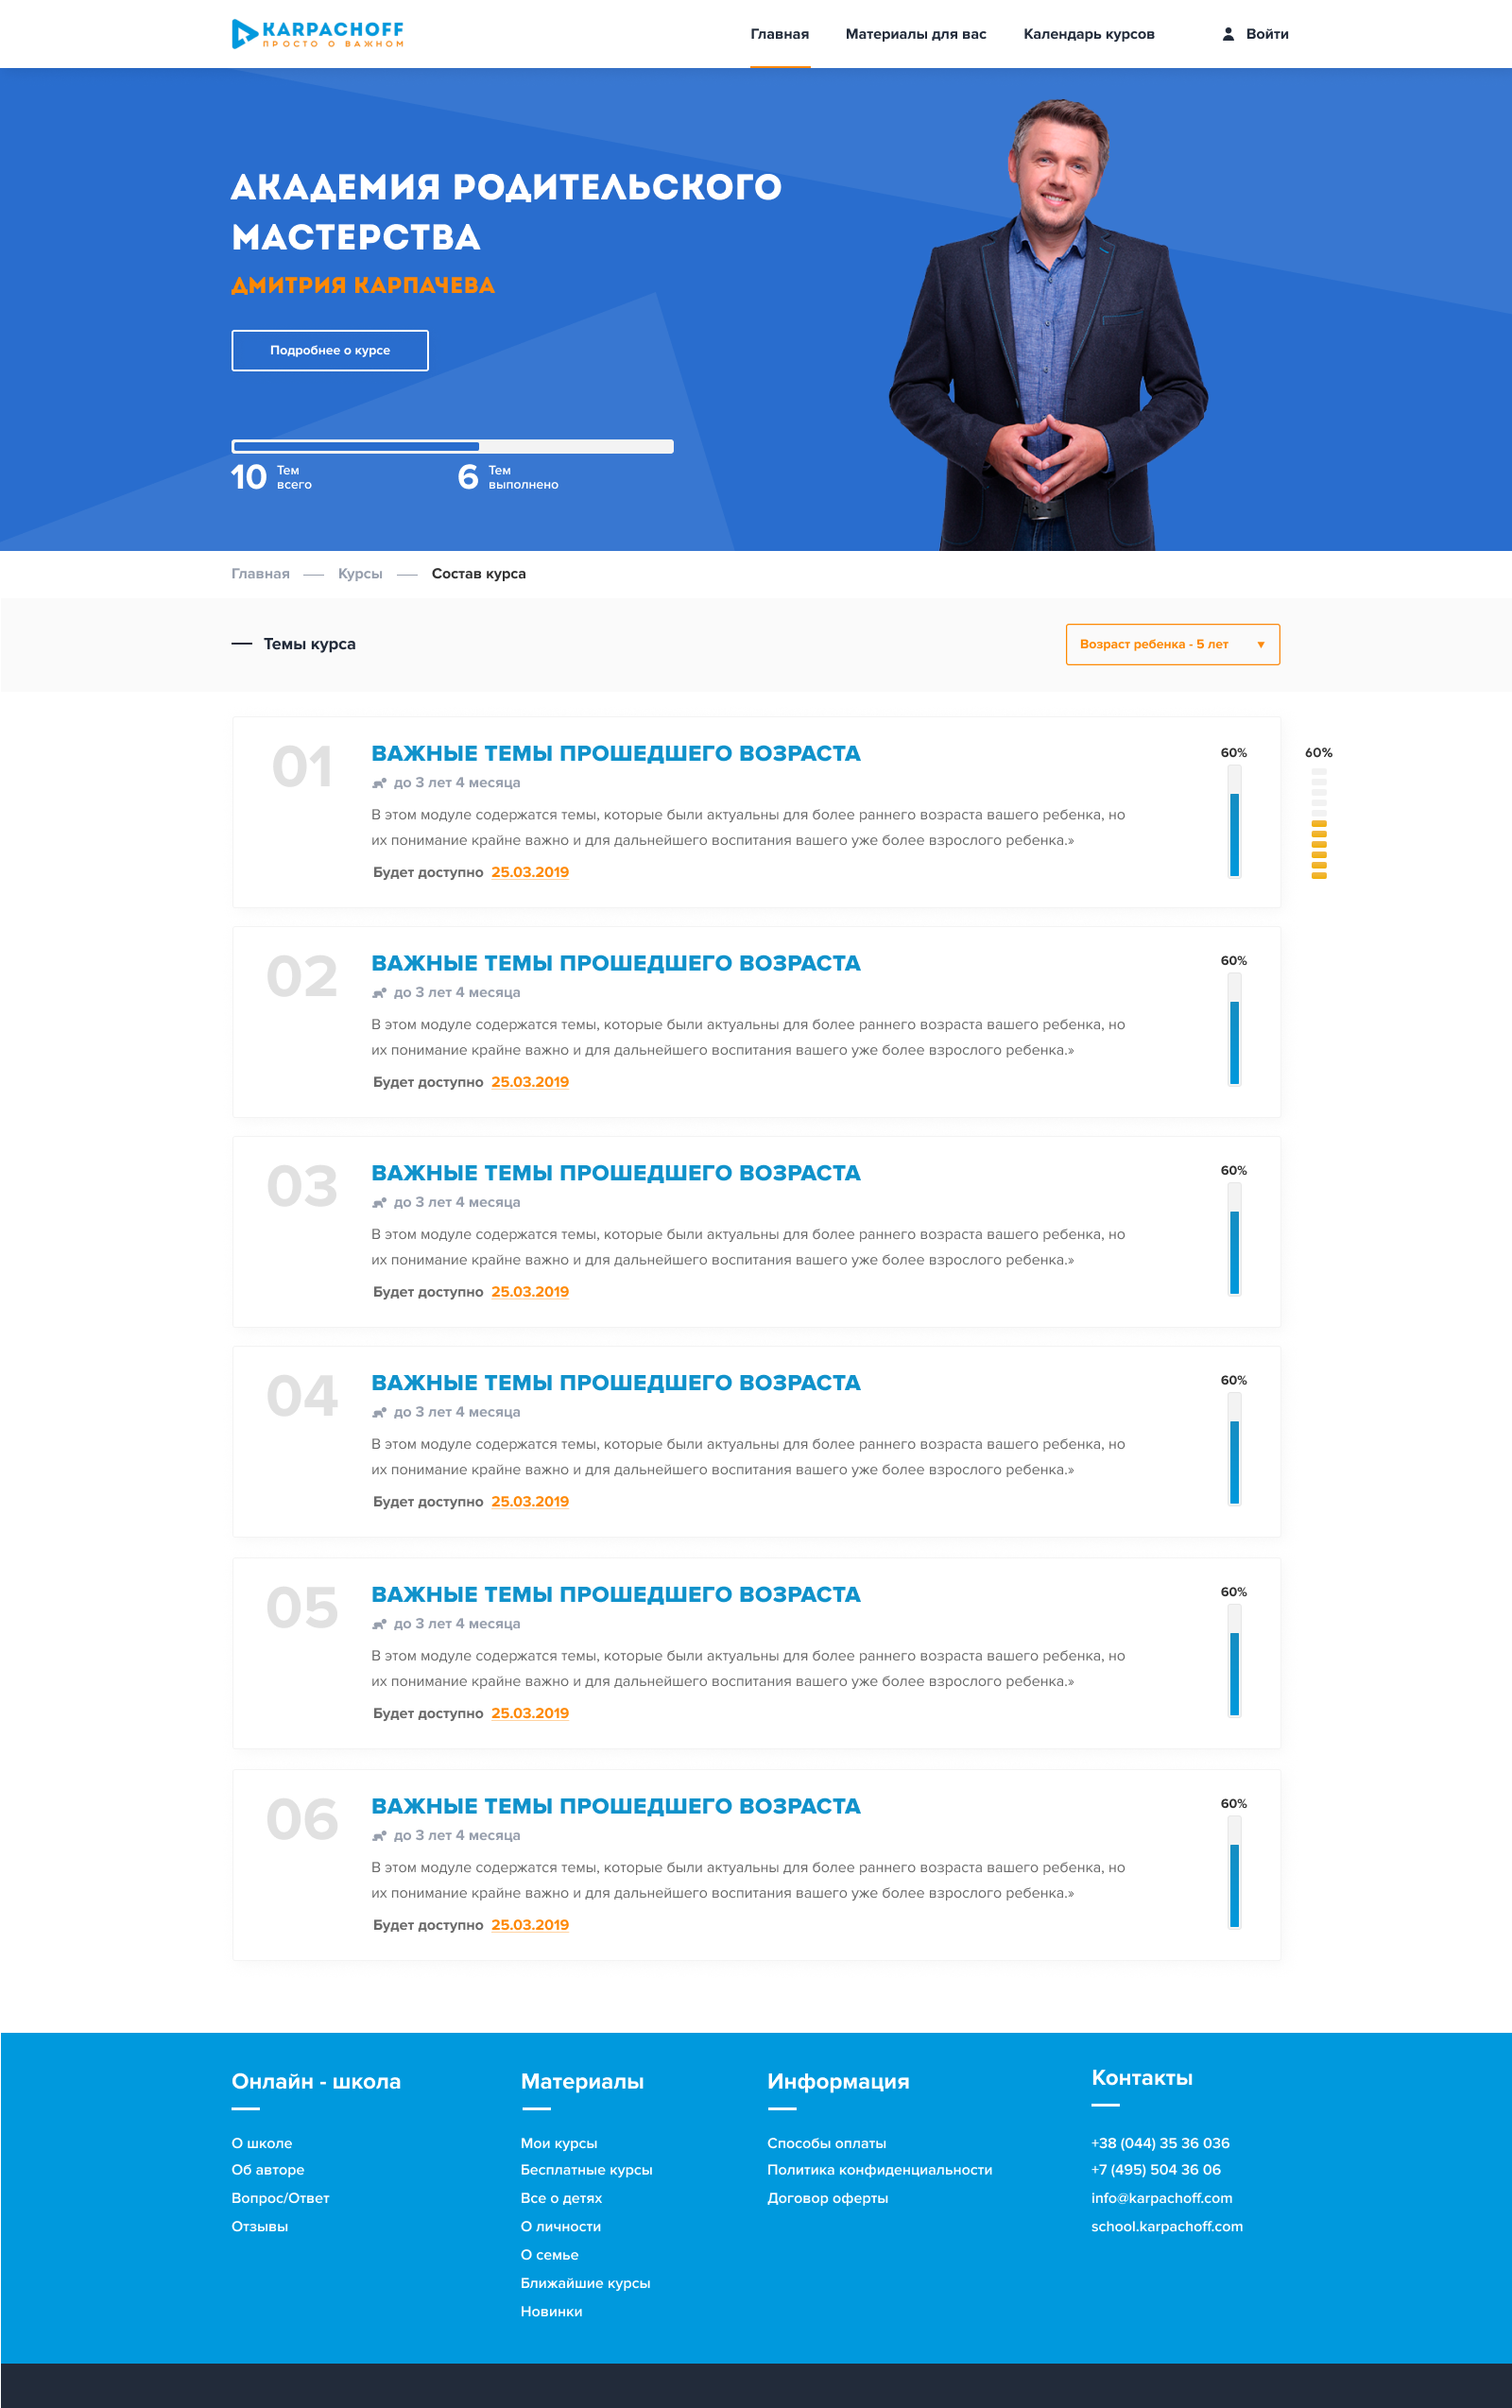 KARPACHOFF
ПРОСТО О ВАЖНОМ
Главная
Материалы для вас
Календарь курсов
Войти
АКАДЕМИЯ РОДИТЕЛЬСКОГО
МАСТЕРСТВА
ДМИТРИЯ КАРПАЧЕВА
Подробнее о курсе
10 Тем
всего
6 Тем
выполнено
Главная — Курсы — Состав курса
— Темы курса
Возраст ребенка - 5 лет
01
ВАЖНЫЕ ТЕМЫ ПРОШЕДШЕГО ВОЗРАСТА
60%
60%
до 3 лет 4 месяца
В этом модуле содержатся темы, которые были актуальны для более раннего возраста вашего ребенка, но
их понимание крайне важно и для дальнейшего воспитания вашего уже более взрослого ребенка.»
Будет доступно 25.03.2019
02
ВАЖНЫЕ ТЕМЫ ПРОШЕДШЕГО ВОЗРАСТА
60%
до 3 лет 4 месяца
В этом модуле содержатся темы, которые были актуальны для более раннего возраста вашего ребенка, но
их понимание крайне важно и для дальнейшего воспитания вашего уже более взрослого ребенка.»
Будет доступно 25.03.2019
03
ВАЖНЫЕ ТЕМЫ ПРОШЕДШЕГО ВОЗРАСТА
60%
до 3 лет 4 месяца
В этом модуле содержатся темы, которые были актуальны для более раннего возраста вашего ребенка, но
их понимание крайне важно и для дальнейшего воспитания вашего уже более взрослого ребенка.»
Будет доступно 25.03.2019
04
ВАЖНЫЕ ТЕМЫ ПРОШЕДШЕГО ВОЗРАСТА
60%
до 3 лет 4 месяца
В этом модуле содержатся темы, которые были актуальны для более раннего возраста вашего ребенка, но
их понимание крайне важно и для дальнейшего воспитания вашего уже более взрослого ребенка.»
Будет доступно 25.03.2019
05
ВАЖНЫЕ ТЕМЫ ПРОШЕДШЕГО ВОЗРАСТА
60%
до 3 лет 4 месяца
В этом модуле содержатся темы, которые были актуальны для более раннего возраста вашего ребенка, но
их понимание крайне важно и для дальнейшего воспитания вашего уже более взрослого ребенка.»
Будет доступно 25.03.2019
06
ВАЖНЫЕ ТЕМЫ ПРОШЕДШЕГО ВОЗРАСТА
60%
до 3 лет 4 месяца
В этом модуле содержатся темы, которые были актуальны для более раннего возраста вашего ребенка, но
их понимание крайне важно и для дальнейшего воспитания вашего уже более взрослого ребенка.»
Будет доступно 25.03.2019
Онлайн - школа
О школе
Об авторе
Вопрос/Ответ
Отзывы
Материалы
Мои курсы
Бесплатные курсы
Все о детях
О личности
О семье
Ближайшие курсы
Новинки
Информация
Способы оплаты
Политика конфиденциальности
Договор оферты
Контакты
+38 (044) 35 36 036
+7 (495) 504 36 06
info@karpachoff.com
school.karpachoff.com